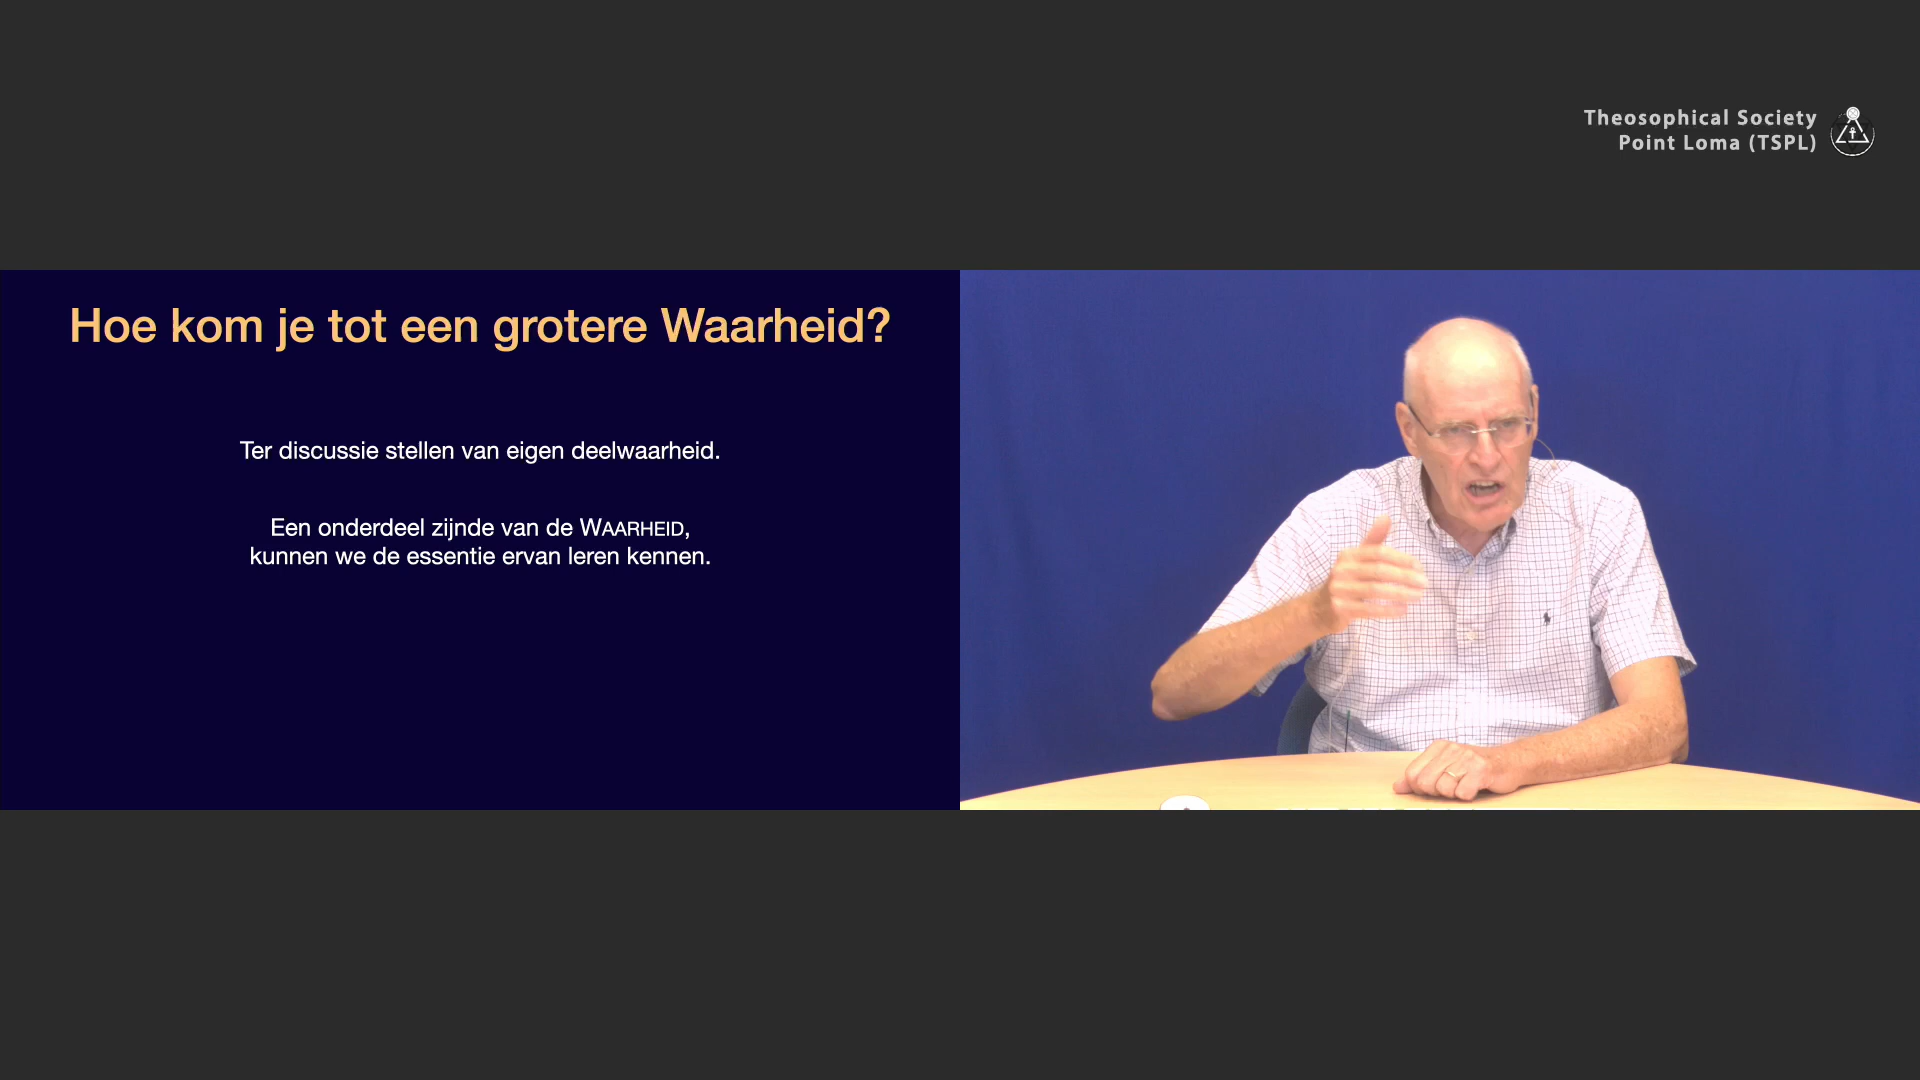 Theosophical Society
Point Loma (TSPL)
Hoe kom je tot een grotere Waarheid?
Ter discussie stellen van eigen deelwaarheid.
Een onderdeel zijnde van de WAARHEID,
kunnen we de essentie ervan leren kennen.